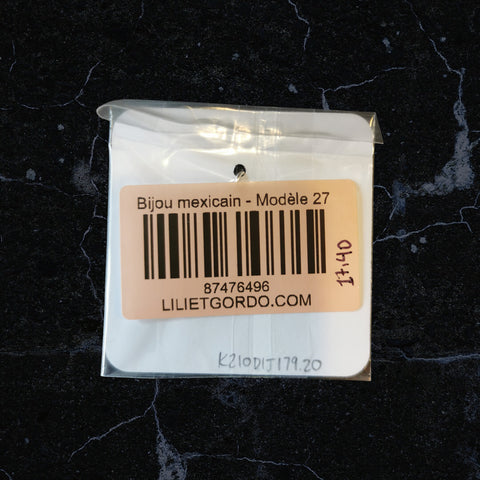 Bijou mexicain - Modèle 27
87476496
LILIETGORDO.COM
17.40
K210DIJ179.20